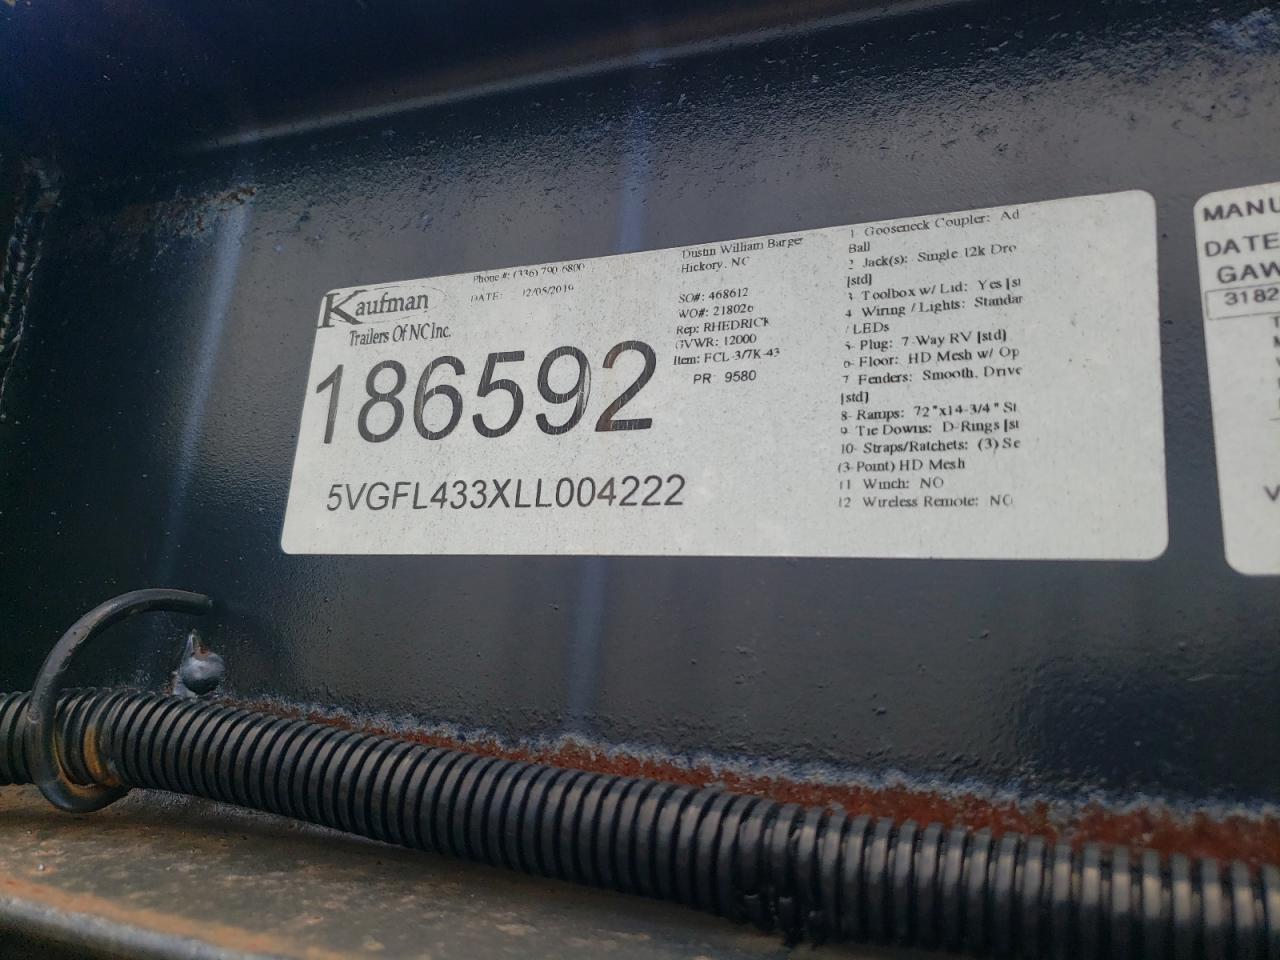 Kaufman
Trailers Of NC Inc.
Phone #: (336) 790-6800
DATE: 12/05/2019
186592
5VGFL433XLL004222
Dustin William Barger
Hickory, NC
SO#: 468612
WO#: 218026
Rep: RHEDRICK
GVWR: 12000
Item: FCL-3/7K-43
PR 9580
1 Gooseneck Coupler: Ad
Ball
2 Jack(s): Single 12k Dro
[std]
3 Toolbox w/ Lid: Yes [st
4 Wiring / Lights: Standar
/ LEDs
5- Plug: 7-Way RV [std]
6- Floor: HD Mesh w/ Op
7 Fenders: Smooth, Drive
[std]
8- Ramps: 72"x14-3/4" St
9- Tie Downs: D-Rings [st
10- Straps/Ratchets: (3) Se
(3-Point) HD Mesh
11 Winch: NO
12 Wireless Remote: NO
MANU
DATE
GAW
3182